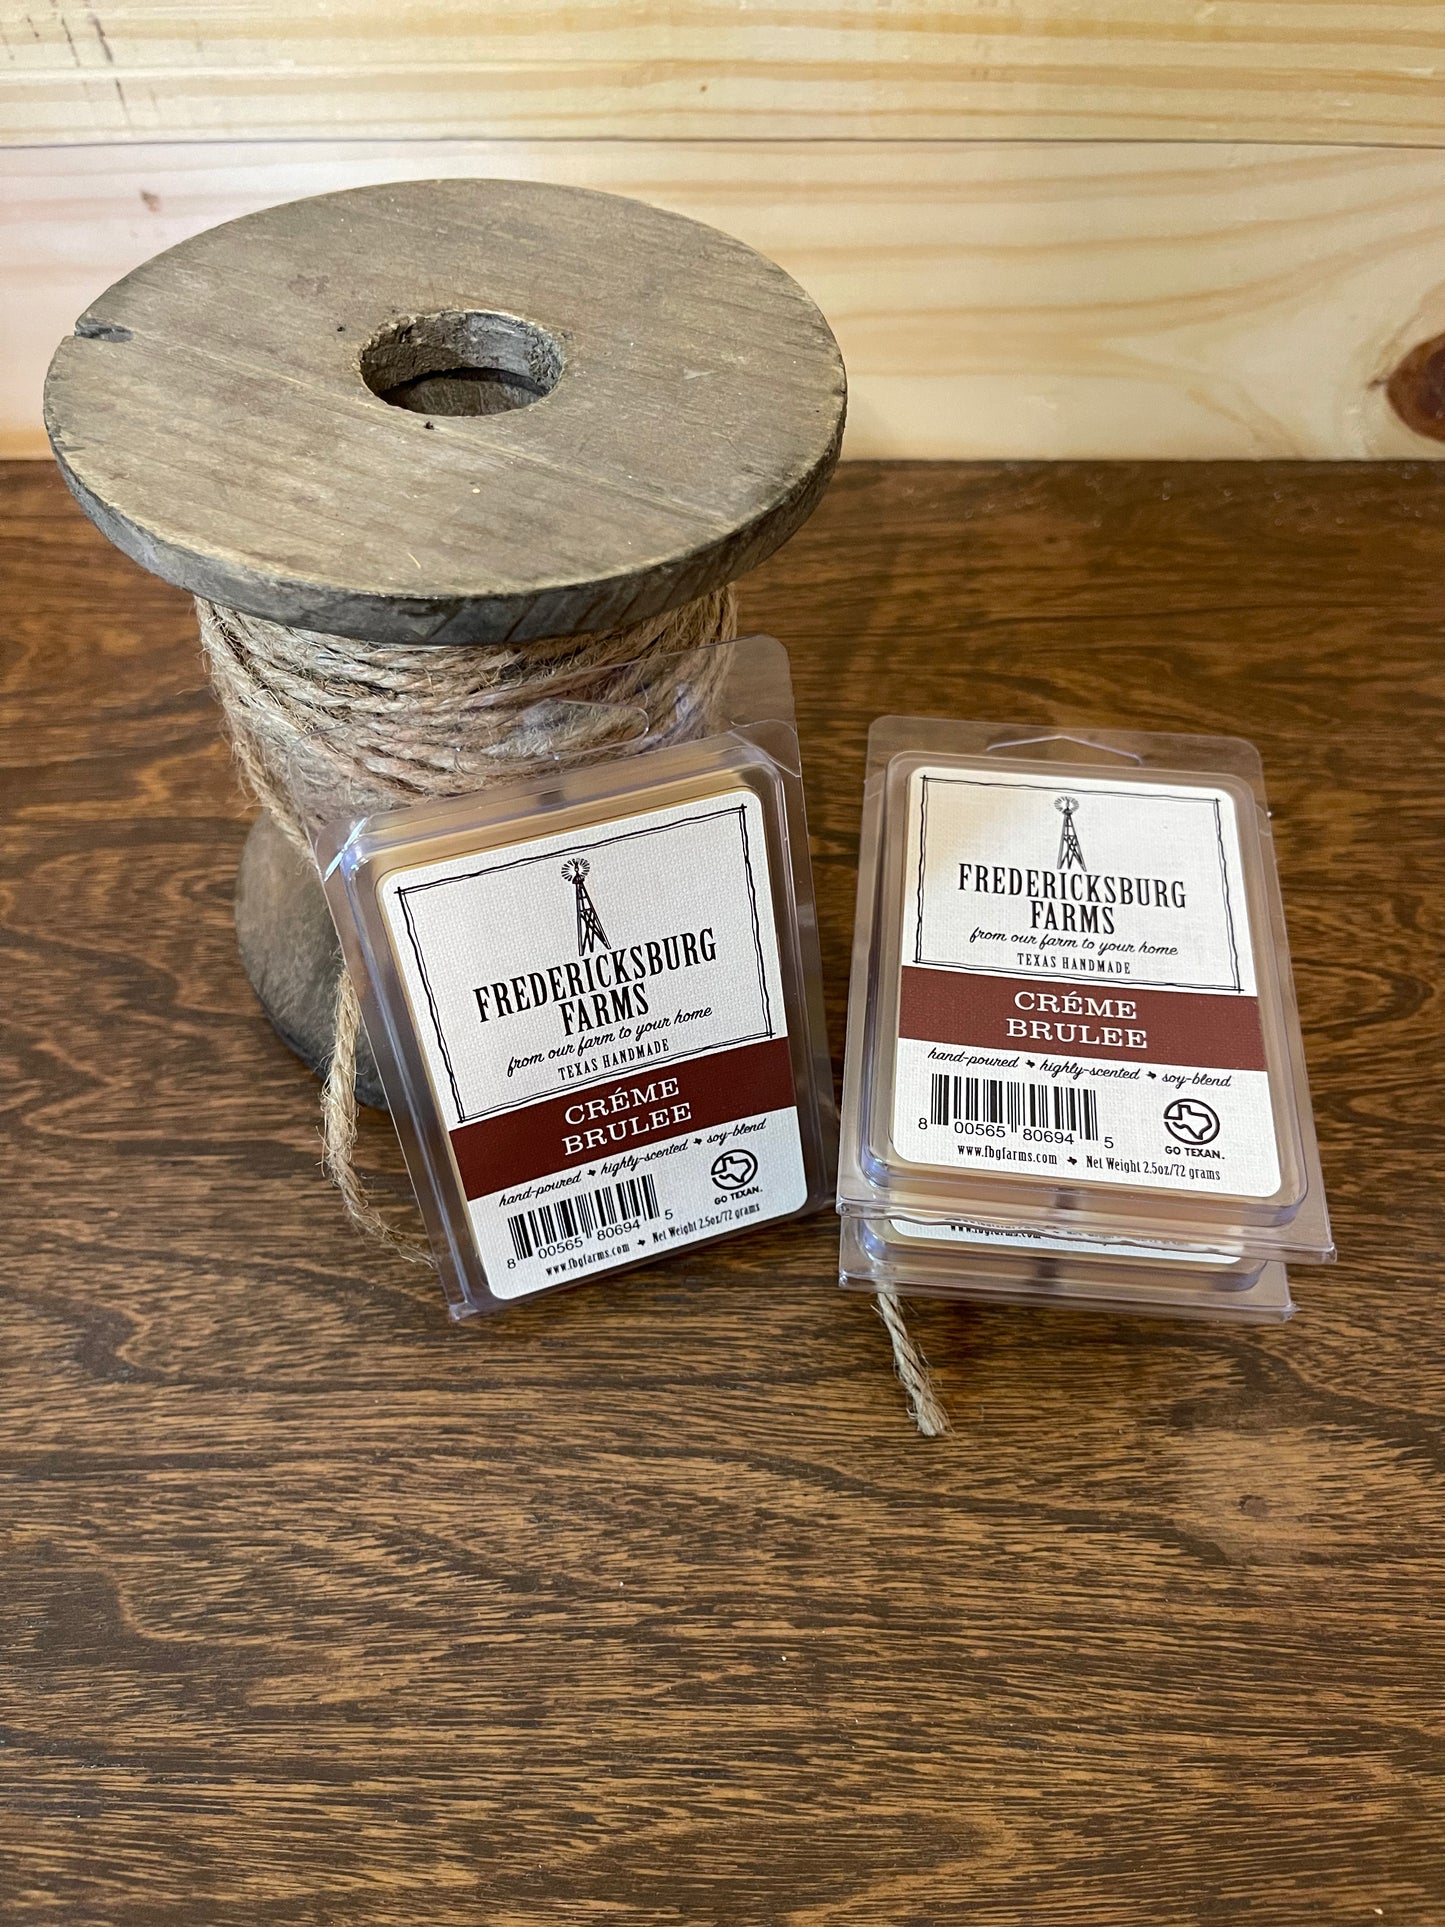 FREDERICKSBURG
FARMS
from our farm to your home
TEXAS HANDMADE
CRÉME
BRULEE
hand-poured highly-scented soy-blend
8 00565 80694 5
GO TEXAN.
www.fbgfarms.com Net Weight 2.5oz/72 grams
FREDERICKSBURG
FARMS
from our farm to your home
TEXAS HANDMADE
CRÉME
BRULEE
hand-poured highly-scented soy-blend
8 00565 80694 5
GO TEXAN.
www.fbgfarms.com Net Weight 2.5oz/72 grams